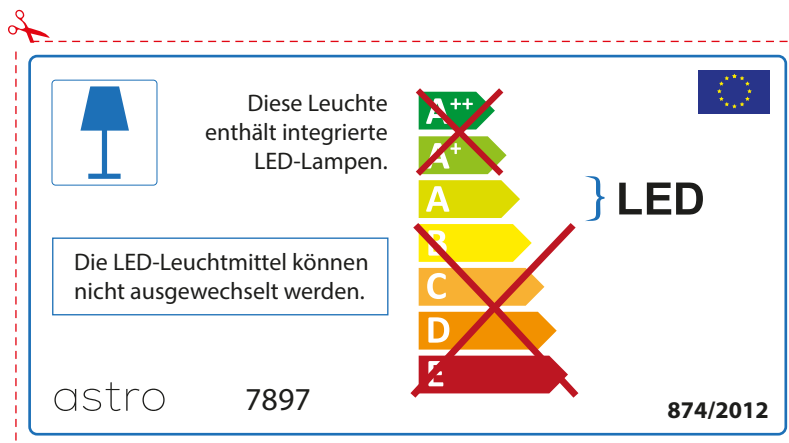 Diese Leuchte
enthält integrierte
LED-Lampen.
A++
A+
A
B
C
D
E
LED
Die LED-Leuchtmittel können
nicht ausgewechselt werden.
astro
7897
874/2012